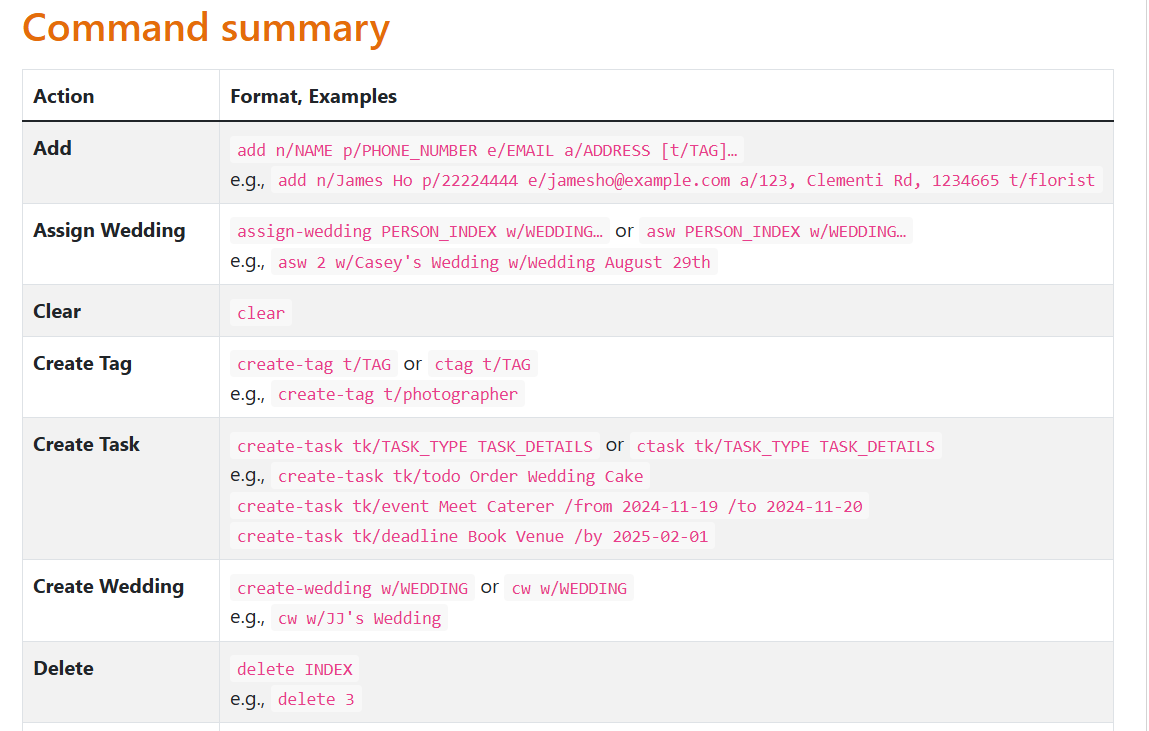 Command summary
Action Format, Examples
Add add n/NAME p/PHONE_NUMBER e/EMAIL a/ADDRESS [t/TAG]…
e.g., add n/James Ho p/22224444 e/jamesho@example.com a/123, Clementi Rd, 1234665 t/florist
Assign Wedding assign-wedding PERSON_INDEX w/WEDDING… or asw PERSON_INDEX w/WEDDING…
e.g., asw 2 w/Casey's Wedding w/Wedding August 29th
Clear clear
Create Tag create-tag t/TAG or ctag t/TAG
e.g., create-tag t/photographer
Create Task create-task tk/TASK_TYPE TASK_DETAILS or ctask tk/TASK_TYPE TASK_DETAILS
e.g., create-task tk/todo Order Wedding Cake
create-task tk/event Meet Caterer /from 2024-11-19 /to 2024-11-20
create-task tk/deadline Book Venue /by 2025-02-01
Create Wedding create-wedding w/WEDDING or cw w/WEDDING
e.g., cw w/JJ's Wedding
Delete delete INDEX
e.g., delete 3